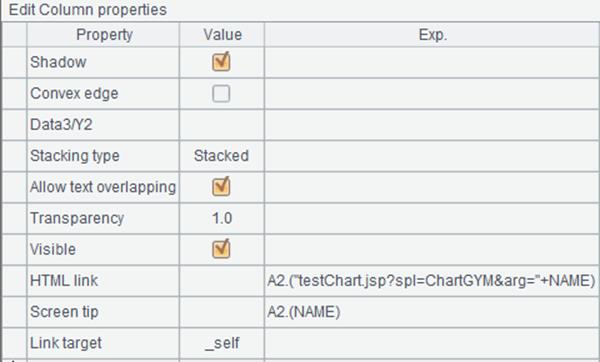 Edit Column properties
Property Value Exp.
Shadow
Convex edge
Data3/Y2
Stacking type Stacked
Allow text overlapping
Transparency 1.0
Visible
HTML link A2.("testChart.jsp?spl=ChartGYM&arg="+NAME)
Screen tip A2.(NAME)
Link target _self